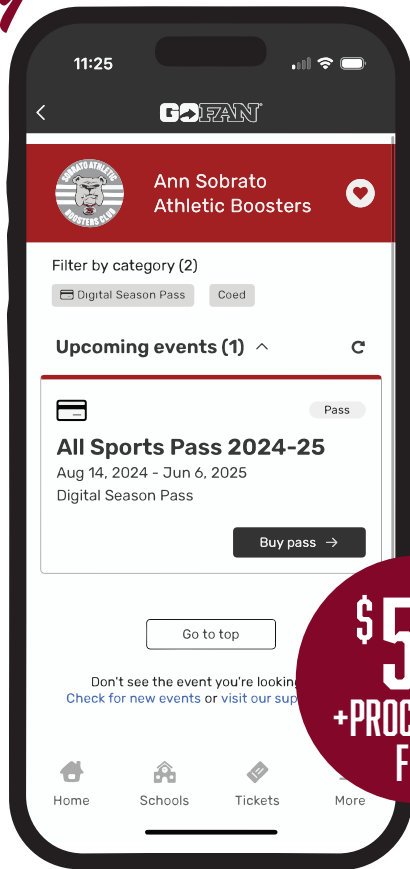 11:25
GOFAN
SOBRATO ATHLETIC
BOOSTERS CLUB
Ann Sobrato
Athletic Boosters
Filter by category (2)
Digital Season Pass Coed
Upcoming events (1)
Pass
All Sports Pass 2024-25
Aug 14, 2024 - Jun 6, 2025
Digital Season Pass
Buy pass →
$5
+PROC
F
Go to top
Don't see the event you're looking
Check for new events or visit our sup
Home Schools Tickets More